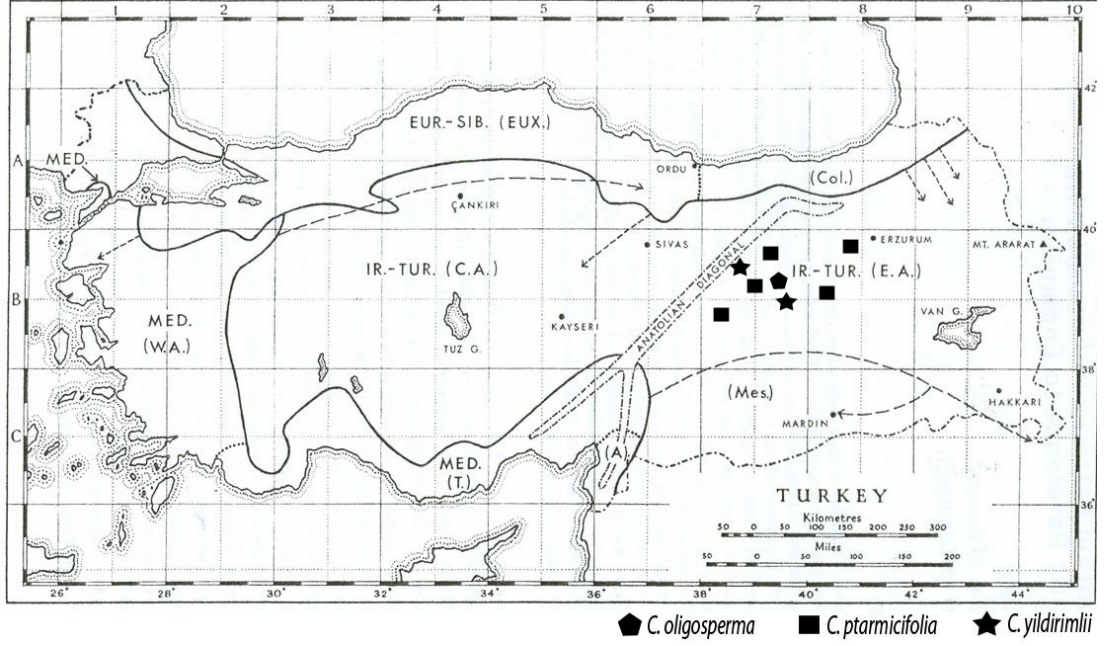 1 2 3 4 5 6 7 8 9 10
42°
EUR.-SIB. (EUX.)
A
MED.
ORDU
(Col.)
ÇANKIRI
40°
SIVAS
ERZURUM
MT. ARARAT
IR.-TUR. (C.A.)
ANATOLIAN DIAGONAL
IR.-TUR. (E.A.)
B
MED.
(W.A.)
TUZ G.
KAYSERI
VAN G.
38°
(Mes.)
HAKKARI
MARDIN
C
(A)
MED.
(T.)
TURKEY
36°
Kilometres
50 0 50 100 150 200 250 300
Miles
50 0 50 100 150 200
26° 28° 30° 32° 34° 36° 38° 40° 42° 44°
C. oligosperma C. ptarmicifolia C. yildirimlii